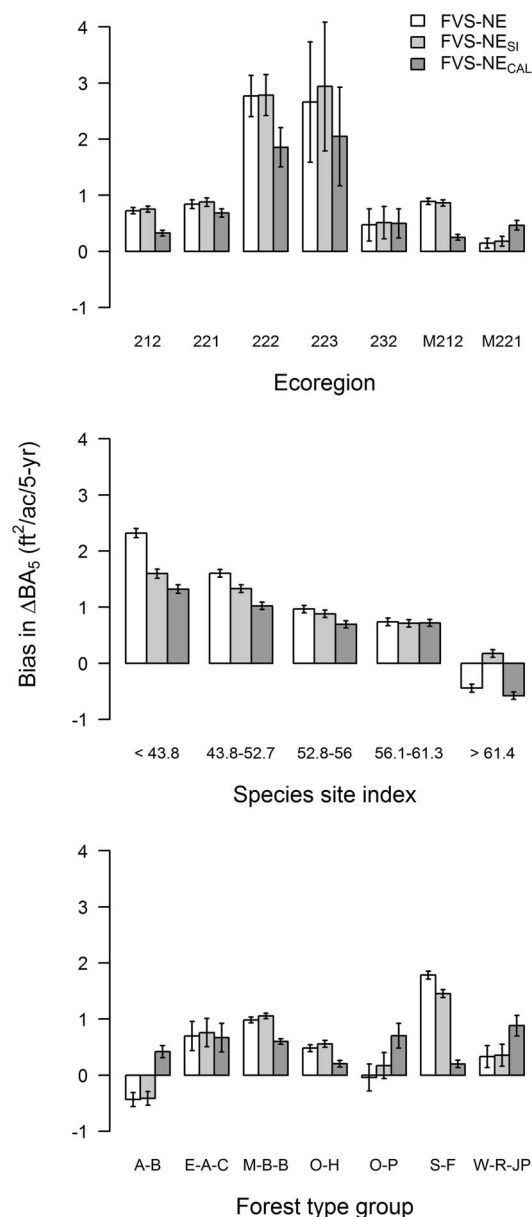 FVS-NE
FVS-NE_SI
FVS-NE_CAL
4
3
2
1
0
-1
212 221 222 223 232 M212 M221
Ecoregion
Bias in ΔBA₅ (ft²/ac/5-yr)
4
3
2
1
0
-1
< 43.8 43.8-52.7 52.8-56 56.1-61.3 > 61.4
Species site index
4
3
2
1
0
-1
A-B E-A-C M-B-B O-H O-P S-F W-R-JP
Forest type group